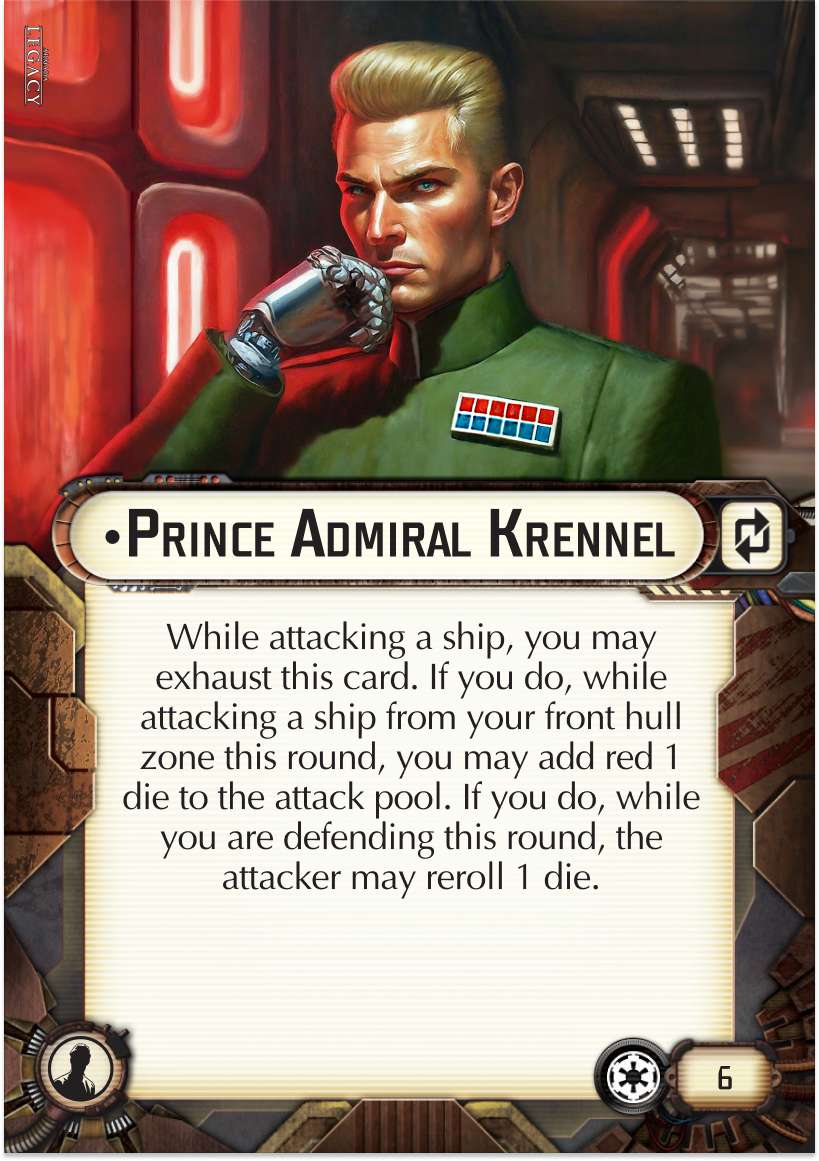 LEGACY
•Prince Admiral Krennel
While attacking a ship, you may
exhaust this card. If you do, while
attacking a ship from your front hull
zone this round, you may add red 1
die to the attack pool. If you do, while
you are defending this round, the
attacker may reroll 1 die.
6